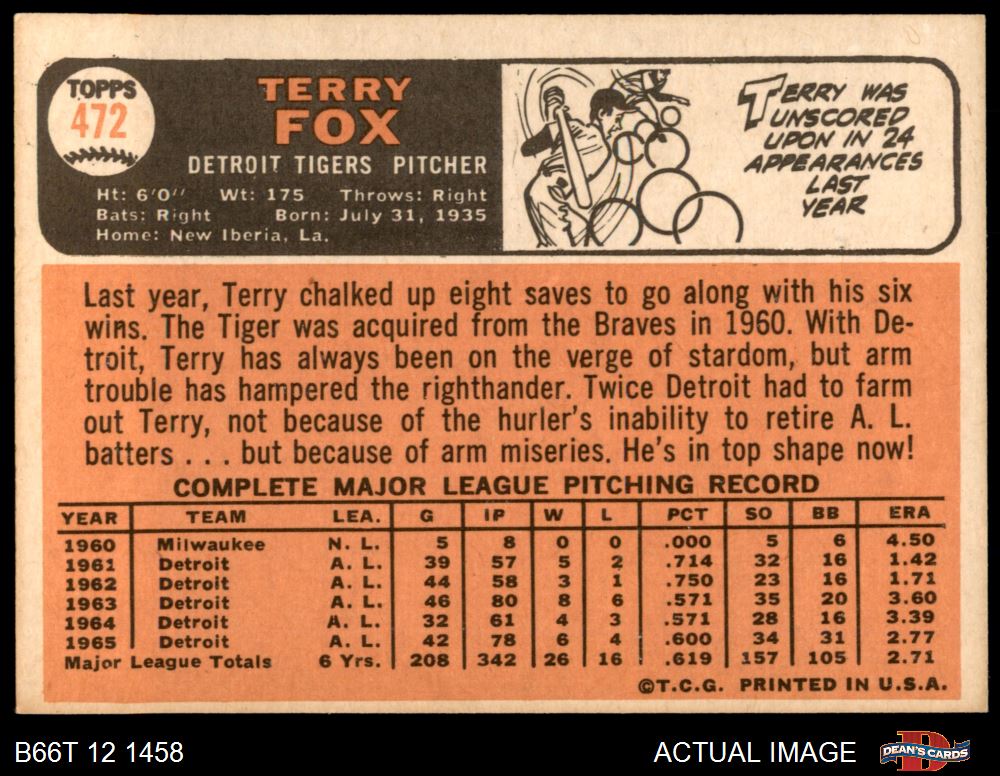 TOPPS
472
TERRY
FOX
DETROIT TIGERS PITCHER
Ht: 6'0" Wt: 175 Throws: Right
Bats: Right Born: July 31, 1935
Home: New Iberia, La.
TERRY WAS
UNSCORED
UPON IN 24
APPEARANCES
LAST
YEAR
Last year, Terry chalked up eight saves to go along with his six
wins. The Tiger was acquired from the Braves in 1960. With De-
troit, Terry has always been on the verge of stardom, but arm
trouble has hampered the righthander. Twice Detroit had to farm
out Terry, not because of the hurler's inability to retire A. L.
batters . . . but because of arm miseries. He's in top shape now!
COMPLETE MAJOR LEAGUE PITCHING RECORD
YEAR TEAM LEA. G IP W L PCT SO BB ERA
1960 Milwaukee N. L. 5 8 0 0 .000 5 6 4.50
1961 Detroit A. L. 39 57 5 2 .714 32 16 1.42
1962 Detroit A. L. 44 58 3 1 .750 23 16 1.71
1963 Detroit A. L. 46 80 8 6 .571 35 20 3.60
1964 Detroit A. L. 32 61 4 3 .571 28 16 3.39
1965 Detroit A. L. 42 78 6 4 .600 34 31 2.77
Major League Totals 6 Yrs. 208 342 26 16 .619 157 105 2.71
©T.C.G. PRINTED IN U.S.A.
B66T 12 1458
ACTUAL IMAGE
DEAN'S CARDS